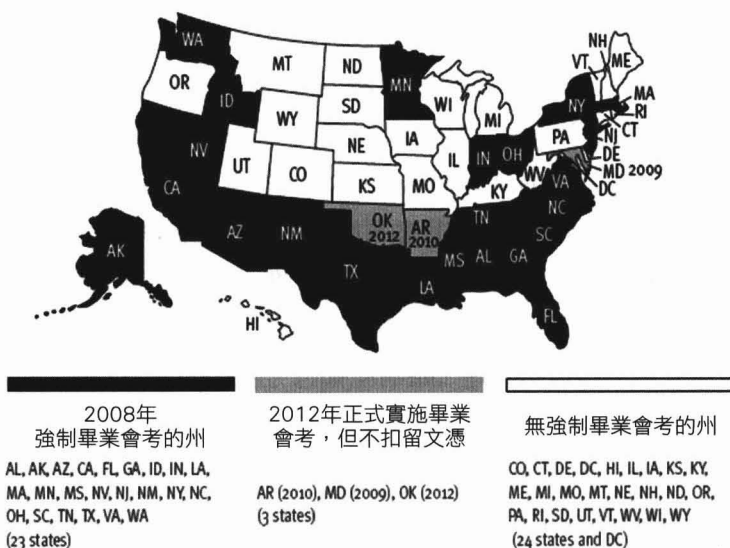 WA
MT
ND
MN
OR
ID
SD
WI
MI
WY
NE
IA
NV
UT
CO
KS
MO
IL
IN
OH
PA
NY
VT
NH
ME
MA
RI
CT
NJ
DE
MD 2009
DC
WV
VA
KY
CA
AZ
NM
OK
2012
AR
2010
TN
NC
SC
MS
AL
GA
TX
LA
FL
AK
HI
2008年
強制畢業會考的州
AL, AK, AZ, CA, FL, GA, ID, IN, LA,
MA, MN, MS, NV, NJ, NM, NY, NC,
OH, SC, TN, TX, VA, WA
(23 states)
2012年正式實施畢業
會考，但不扣留文憑
AR (2010), MD (2009), OK (2012)
(3 states)
無強制畢業會考的州
CO, CT, DE, DC, HI, IL, IA, KS, KY,
ME, MI, MO, MT, NE, NH, ND, OR,
PA, RI, SD, UT, VT, WV, WI, WY
(24 states and DC)